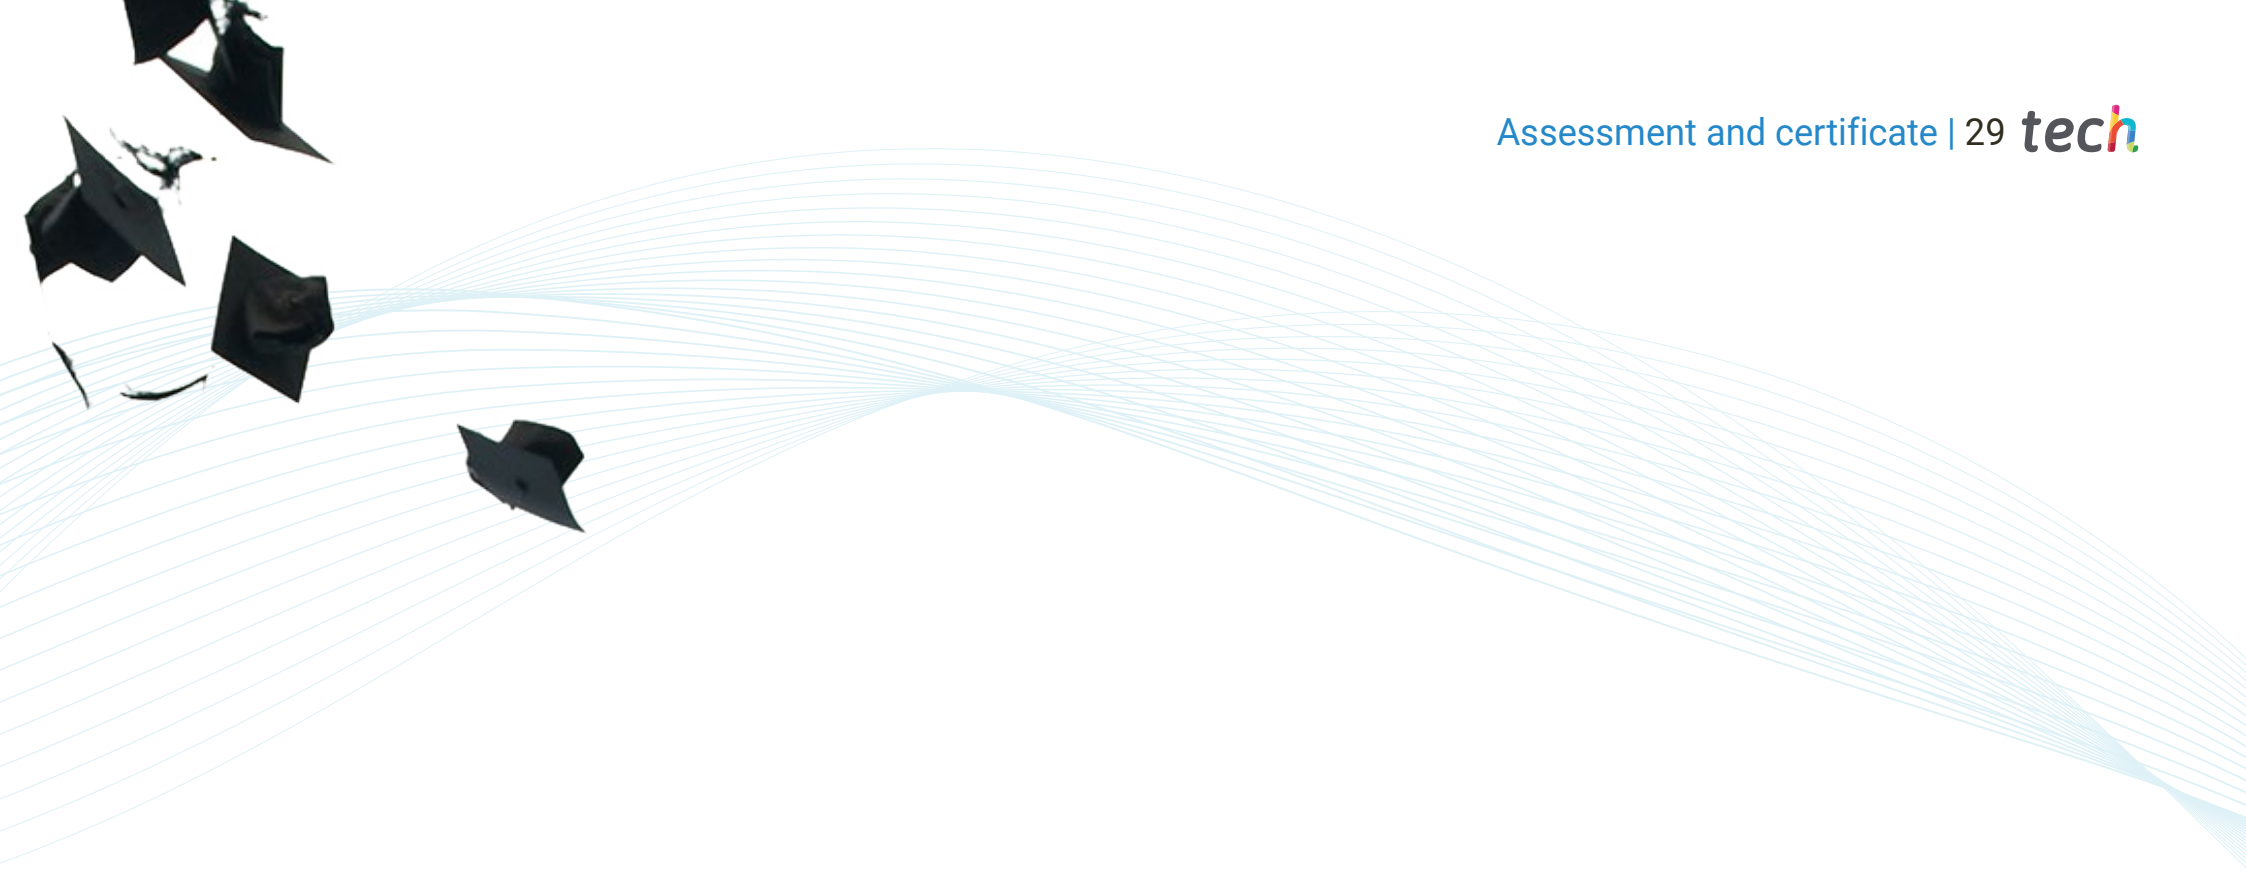 Assessment and certificate | 29 tech